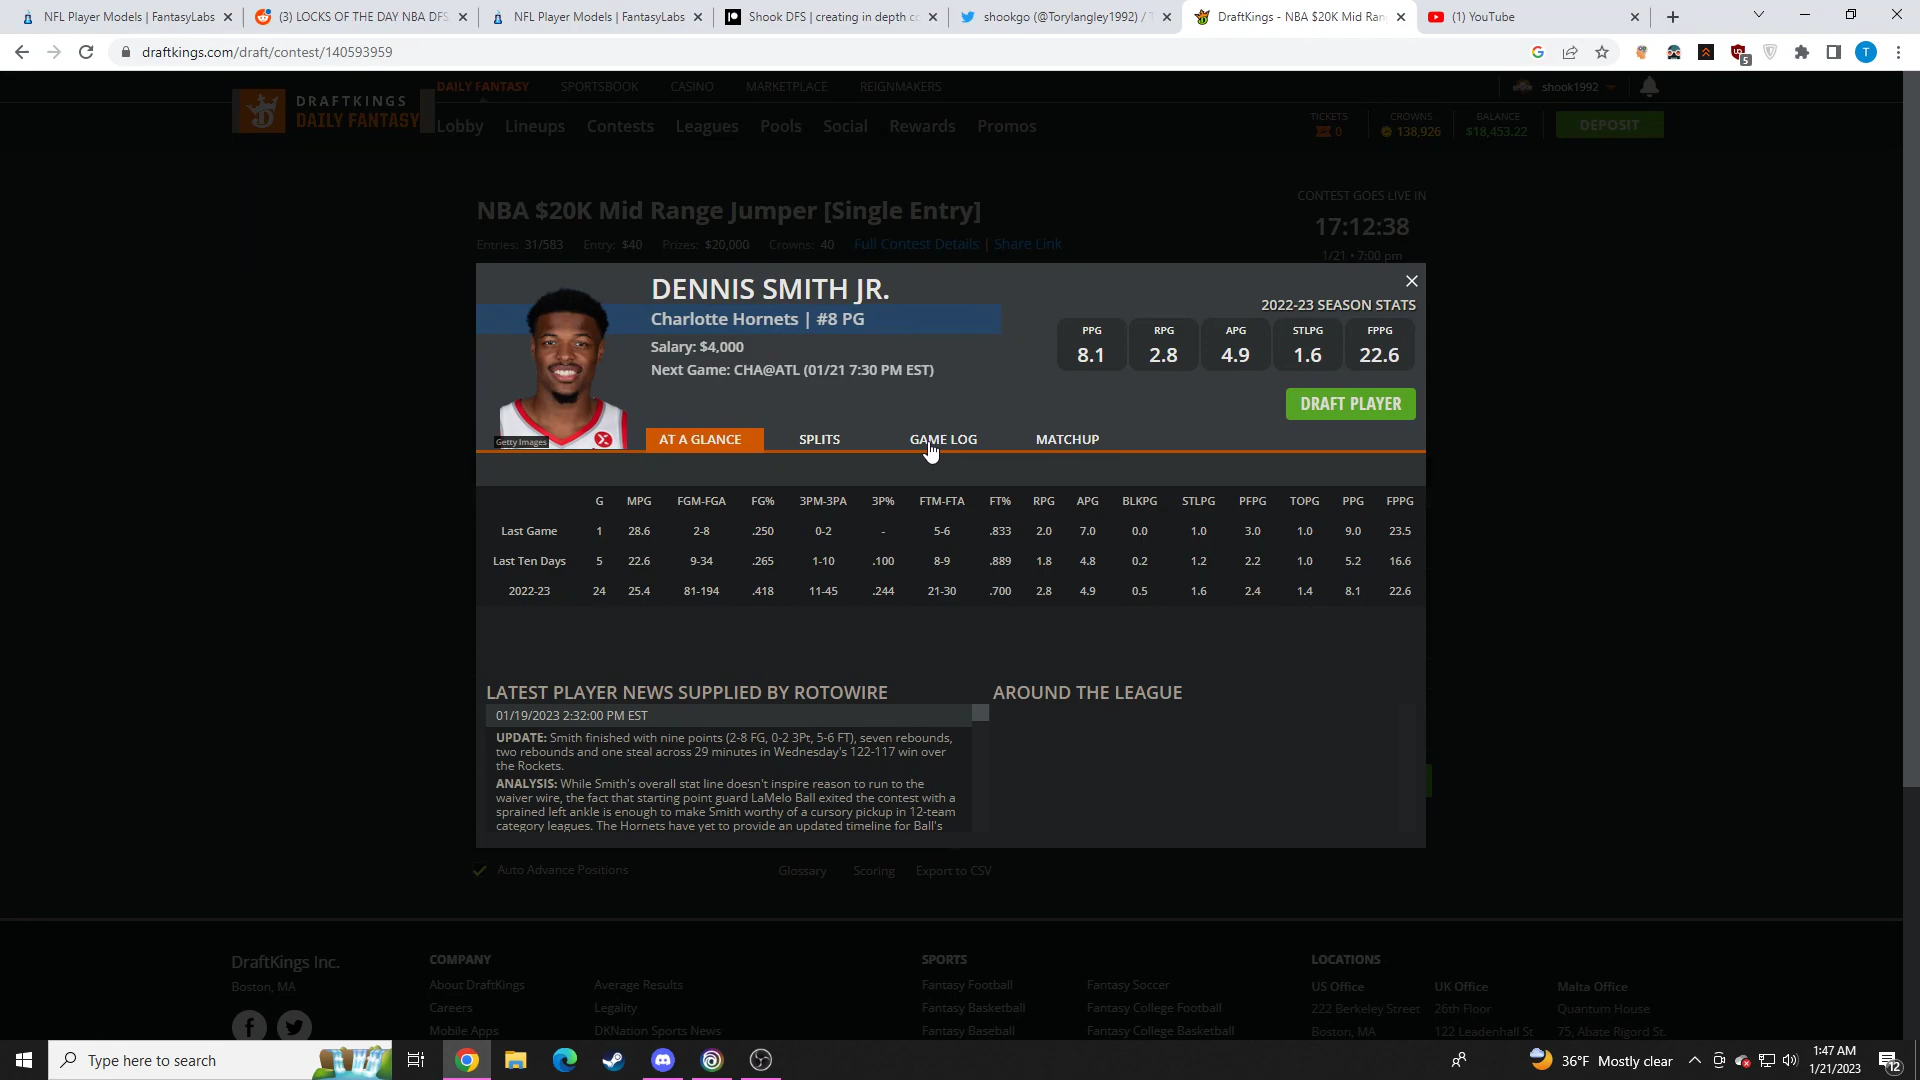 NFL Player Models | FantasyLabs
(3) LOCKS OF THE DAY NBA DFS
NFL Player Models | FantasyLabs
Shook DFS | creating in depth co
shookgo (@Torylangley1992) / T
DraftKings - NBA $20K Mid Ran
(1) YouTube
draftkings.com/draft/contest/140593959
5
T
DRAFTKINGS
DAILY FANTASY
DAILY FANTASY SPORTSBOOK CASINO MARKETPLACE REIGNMAKERS
shook1992
Lobby Lineups Contests Leagues Pools Social Rewards Promos
TICKETS
0
CROWNS
138,926
BALANCE
$18,453.22
DEPOSIT
NBA $20K Mid Range Jumper [Single Entry]
Entries: 31/583 Entry: $40 Prizes: $20,000 Crowns: 40 Full Contest Details | Share Link
CONTEST GOES LIVE IN
17:12:38
1/21 • 7:00 pm
DENNIS SMITH JR.
Charlotte Hornets | #8 PG
Salary: $4,000
Next Game: CHA@ATL (01/21 7:30 PM EST)
Getty Images
2022-23 SEASON STATS
PPG RPG APG STLPG FPPG
8.1 2.8 4.9 1.6 22.6
DRAFT PLAYER
AT A GLANCE SPLITS GAME LOG MATCHUP
G MPG FGM-FGA FG% 3PM-3PA 3P% FTM-FTA FT% RPG APG BLKPG STLPG PFPG TOPG PPG FPPG
Last Game 1 28.6 2-8 .250 0-2 - 5-6 .833 2.0 7.0 0.0 1.0 3.0 1.0 9.0 23.5
Last Ten Days 5 22.6 9-34 .265 1-10 .100 8-9 .889 1.8 4.8 0.2 1.2 2.2 1.0 5.2 16.6
2022-23 24 25.4 81-194 .418 11-45 .244 21-30 .700 2.8 4.9 0.5 1.6 2.4 1.4 8.1 22.6
LATEST PLAYER NEWS SUPPLIED BY ROTOWIRE
01/19/2023 2:32:00 PM EST
UPDATE: Smith finished with nine points (2-8 FG, 0-2 3Pt, 5-6 FT), seven rebounds,
two rebounds and one steal across 29 minutes in Wednesday's 122-117 win over
the Rockets.
ANALYSIS: While Smith's overall stat line doesn't inspire reason to run to the
waiver wire, the fact that starting point guard LaMelo Ball exited the contest with a
sprained left ankle is enough to make Smith worthy of a cursory pickup in 12-team
category leagues. The Hornets have yet to provide an updated timeline for Ball's
AROUND THE LEAGUE
Auto Advance Positions
Glossary Scoring Export to CSV
DraftKings Inc.
Boston, MA
COMPANY
About DraftKings
Careers
Mobile Apps
Average Results
Legality
DKNation Sports News
SPORTS
Fantasy Football
Fantasy Basketball
Fantasy Baseball
Fantasy Soccer
Fantasy College Football
Fantasy College Basketball
LOCATIONS
US Office
222 Berkeley Street
Boston, MA
UK Office
26th Floor
122 Leadenhall St
Malta Office
Quantum House
75, Abate Rigord St.
Type here to search
36°F Mostly clear
1:47 AM
1/21/2023
12